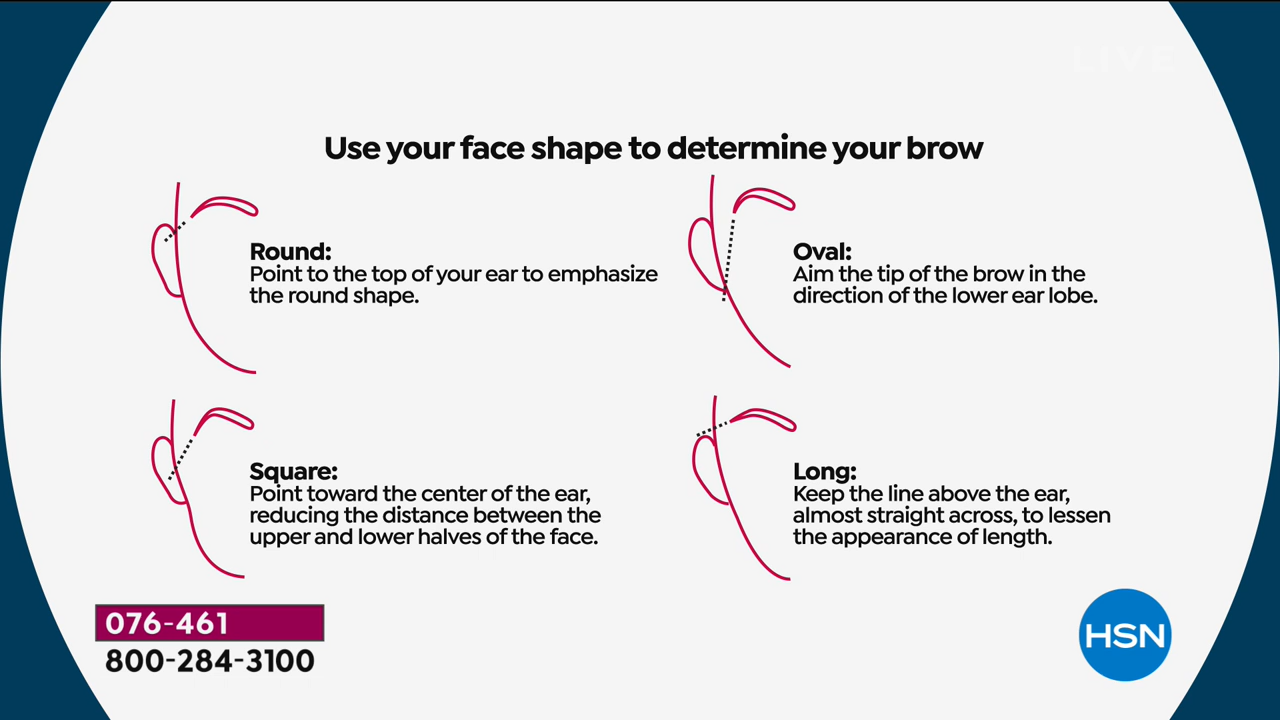 LIVE
Use your face shape to determine your brow
Round:
Point to the top of your ear to emphasize
the round shape.
Oval:
Aim the tip of the brow in the
direction of the lower ear lobe.
Square:
Point toward the center of the ear,
reducing the distance between the
upper and lower halves of the face.
Long:
Keep the line above the ear,
almost straight across, to lessen
the appearance of length.
076-461
800-284-3100
HSN